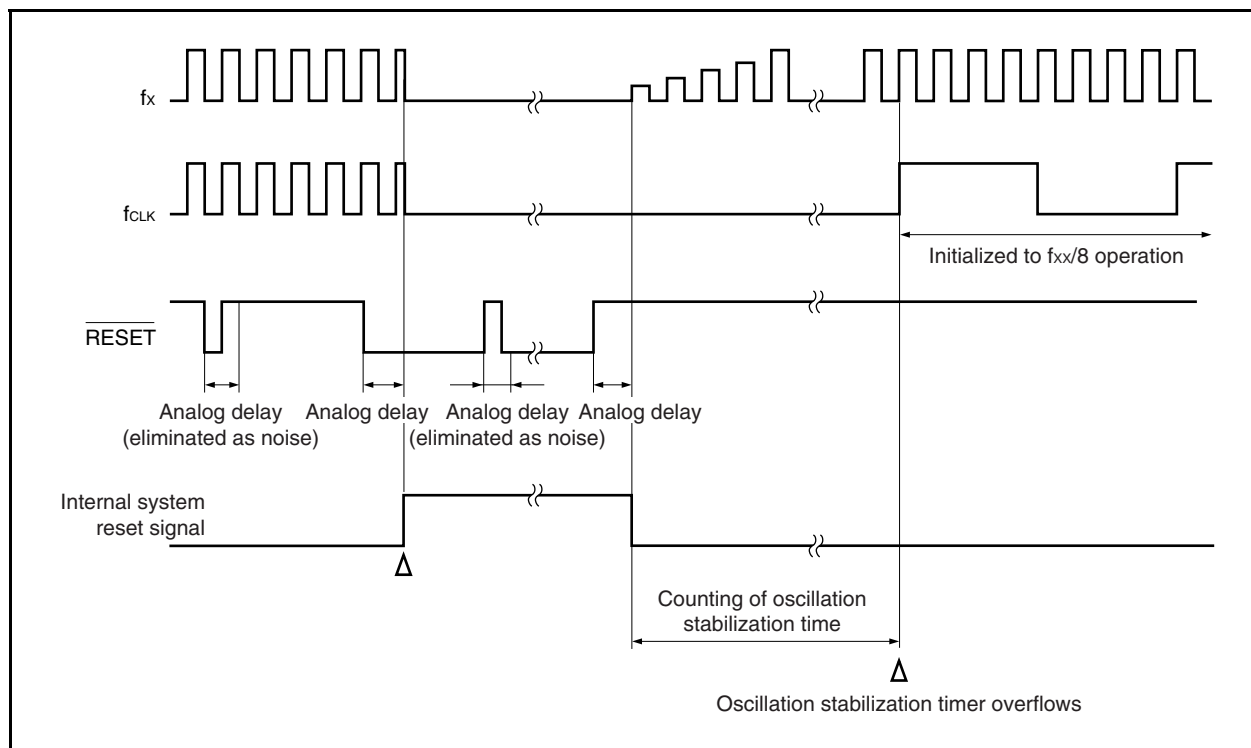 fX
fCLK
Initialized to fXX/8 operation
RESET
Analog delay
(eliminated as noise)
Analog delay
Analog delay
(eliminated as noise)
Analog delay
Internal system
reset signal
Counting of oscillation
stabilization time
Oscillation stabilization timer overflows